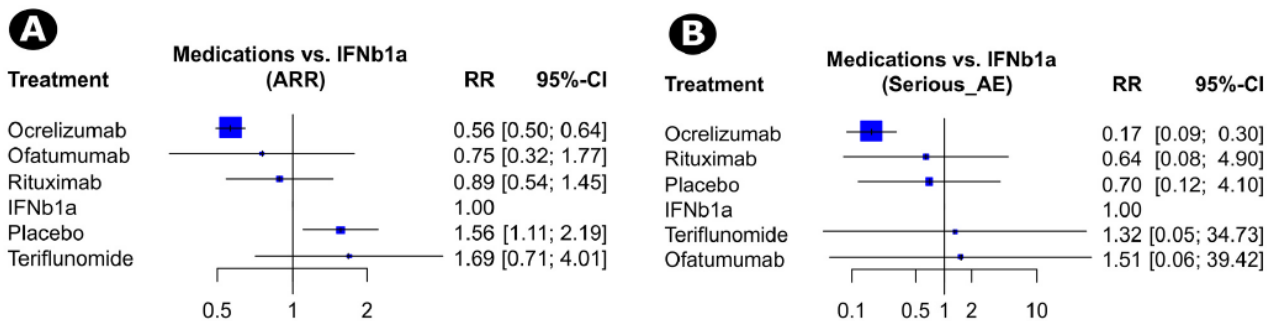 A
Medications vs. IFNb1a
Treatment (ARR) RR 95%-CI
Ocrelizumab 0.56 [0.50; 0.64]
Ofatumumab 0.75 [0.32; 1.77]
Rituximab 0.89 [0.54; 1.45]
IFNb1a 1.00
Placebo 1.56 [1.11; 2.19]
Teriflunomide 1.69 [0.71; 4.01]
0.5 1 2
B
Medications vs. IFNb1a
Treatment (Serious_AE) RR 95%-CI
Ocrelizumab 0.17 [0.09; 0.30]
Rituximab 0.64 [0.08; 4.90]
Placebo 0.70 [0.12; 4.10]
IFNb1a 1.00
Teriflunomide 1.32 [0.05; 34.73]
Ofatumumab 1.51 [0.06; 39.42]
0.1 0.5 1 2 10